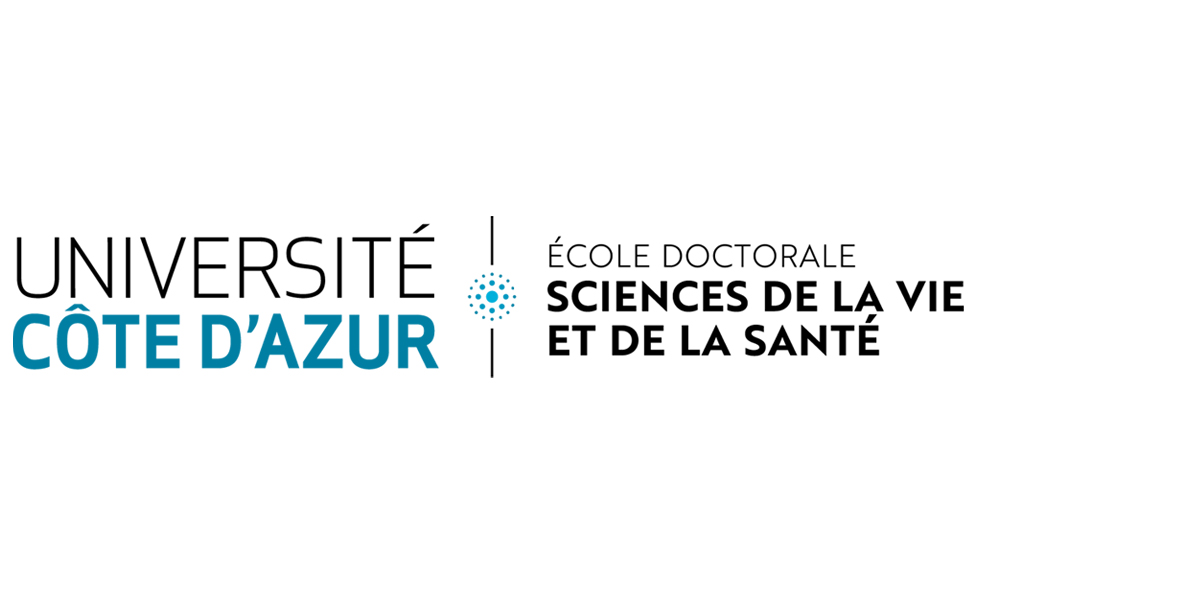 UNIVERSITÉ
CÔTE D’AZUR
ÉCOLE DOCTORALE
SCIENCES DE LA VIE
ET DE LA SANTÉ